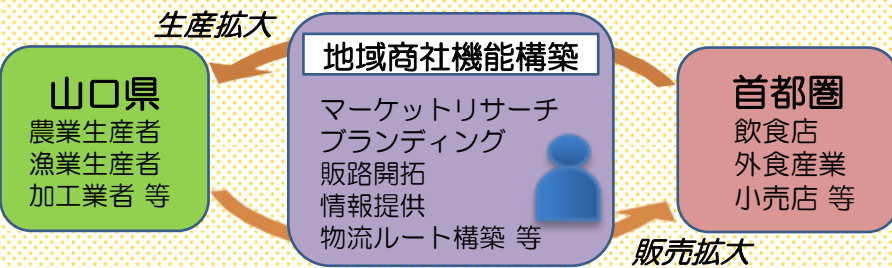 生産拡大
山口県
農業生産者
漁業生産者
加工業者 等
地域商社機能構築
マーケットリサーチ
ブランディング
販路開拓
情報提供
物流ルート構築 等
首都圏
飲食店
外食産業
小売店 等
販売拡大